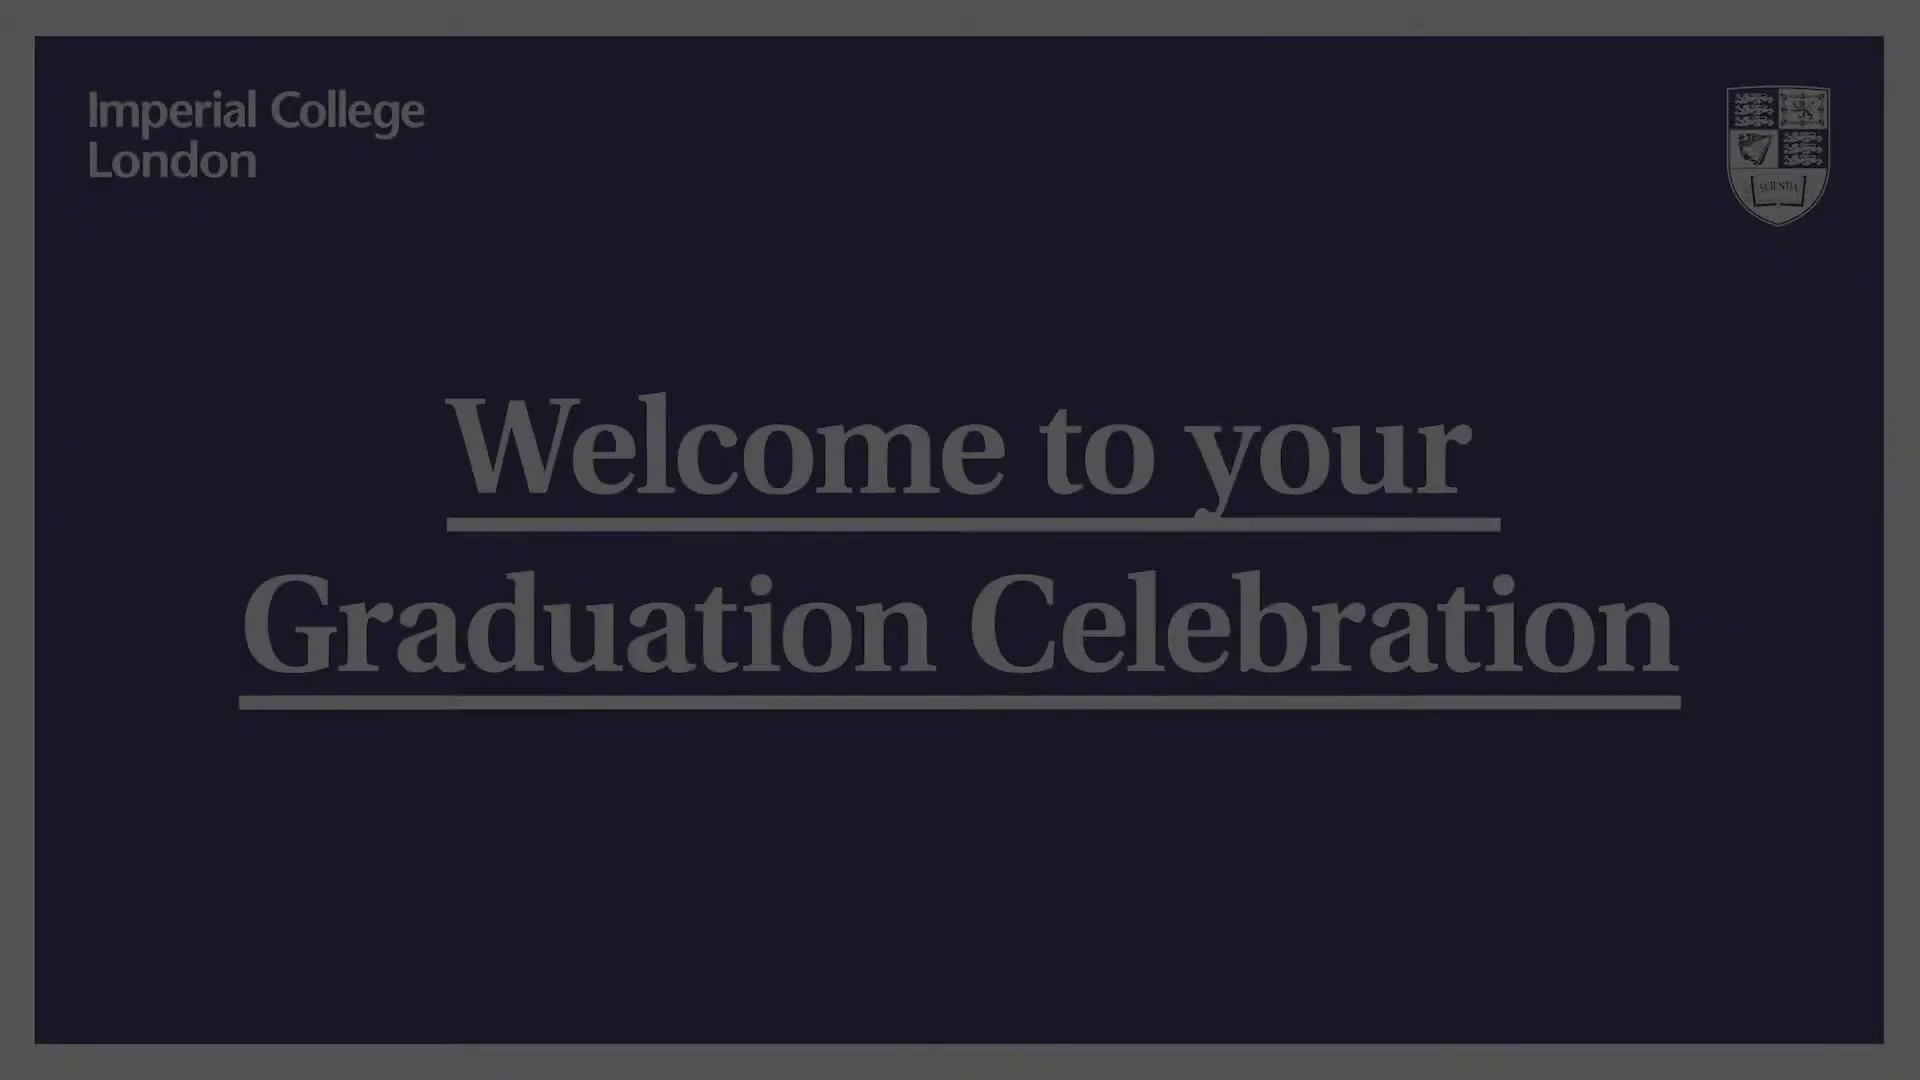 Imperial College
London
SCIENTIA
Welcome to your
Graduation Celebration